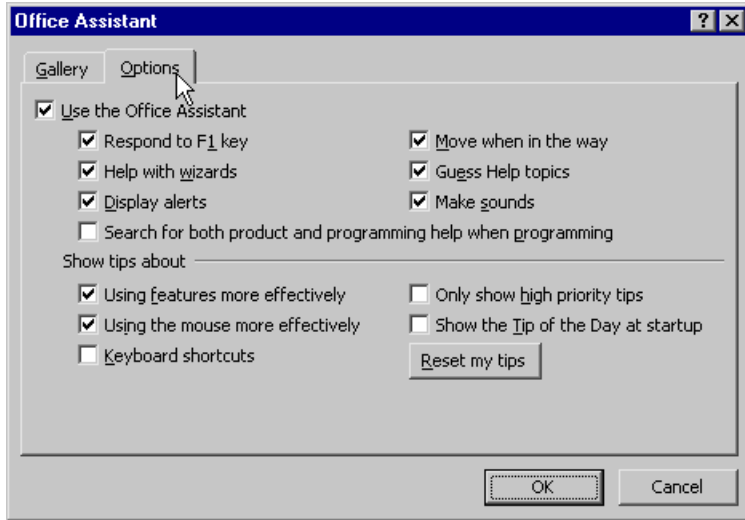 Office Assistant
Gallery Options
Use the Office Assistant
Respond to F1 key Move when in the way
Help with wizards Guess Help topics
Display alerts Make sounds
Search for both product and programming help when programming
Show tips about
Using features more effectively Only show high priority tips
Using the mouse more effectively Show the Tip of the Day at startup
Keyboard shortcuts Reset my tips
OK Cancel